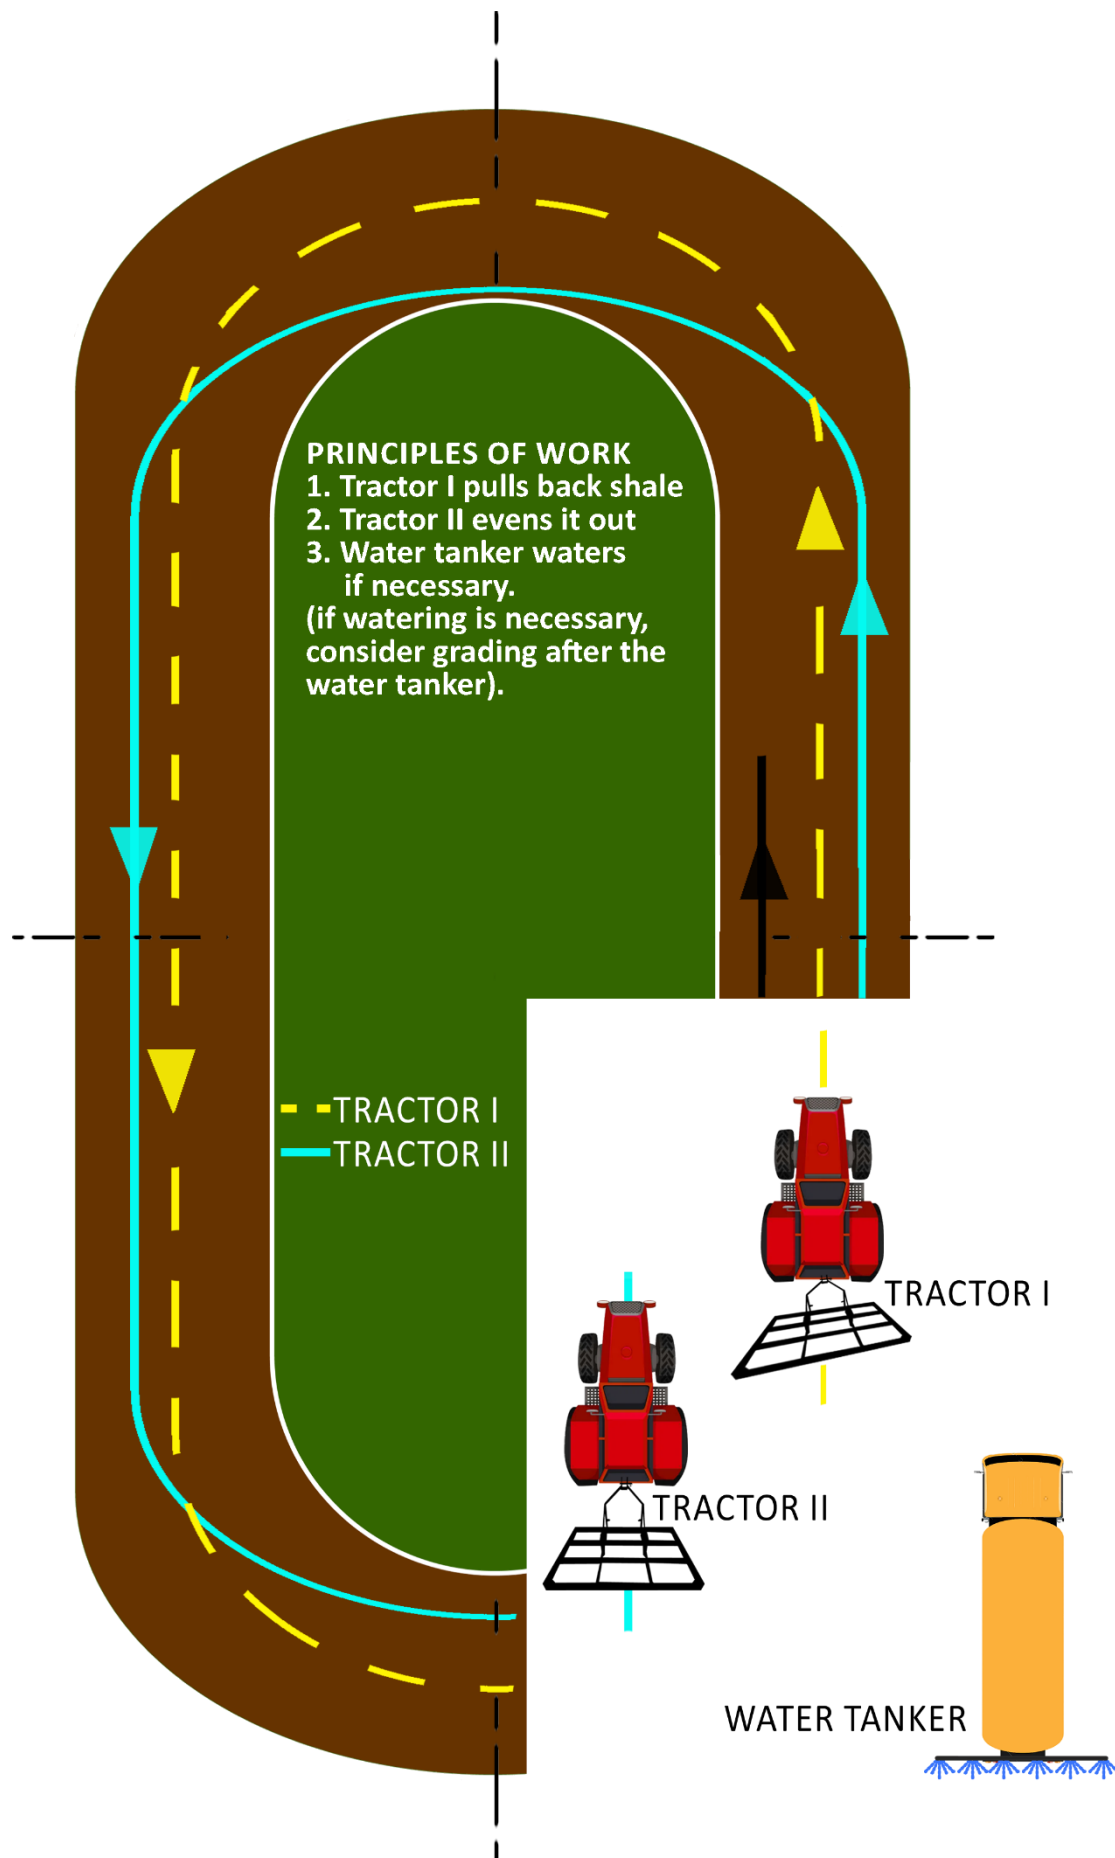 PRINCIPLES OF WORK
1. Tractor I pulls back shale
2. Tractor II evens it out
3. Water tanker waters
if necessary.
(if watering is necessary,
consider grading after the
water tanker).
TRACTOR I
TRACTOR II
TRACTOR I
TRACTOR II
WATER TANKER